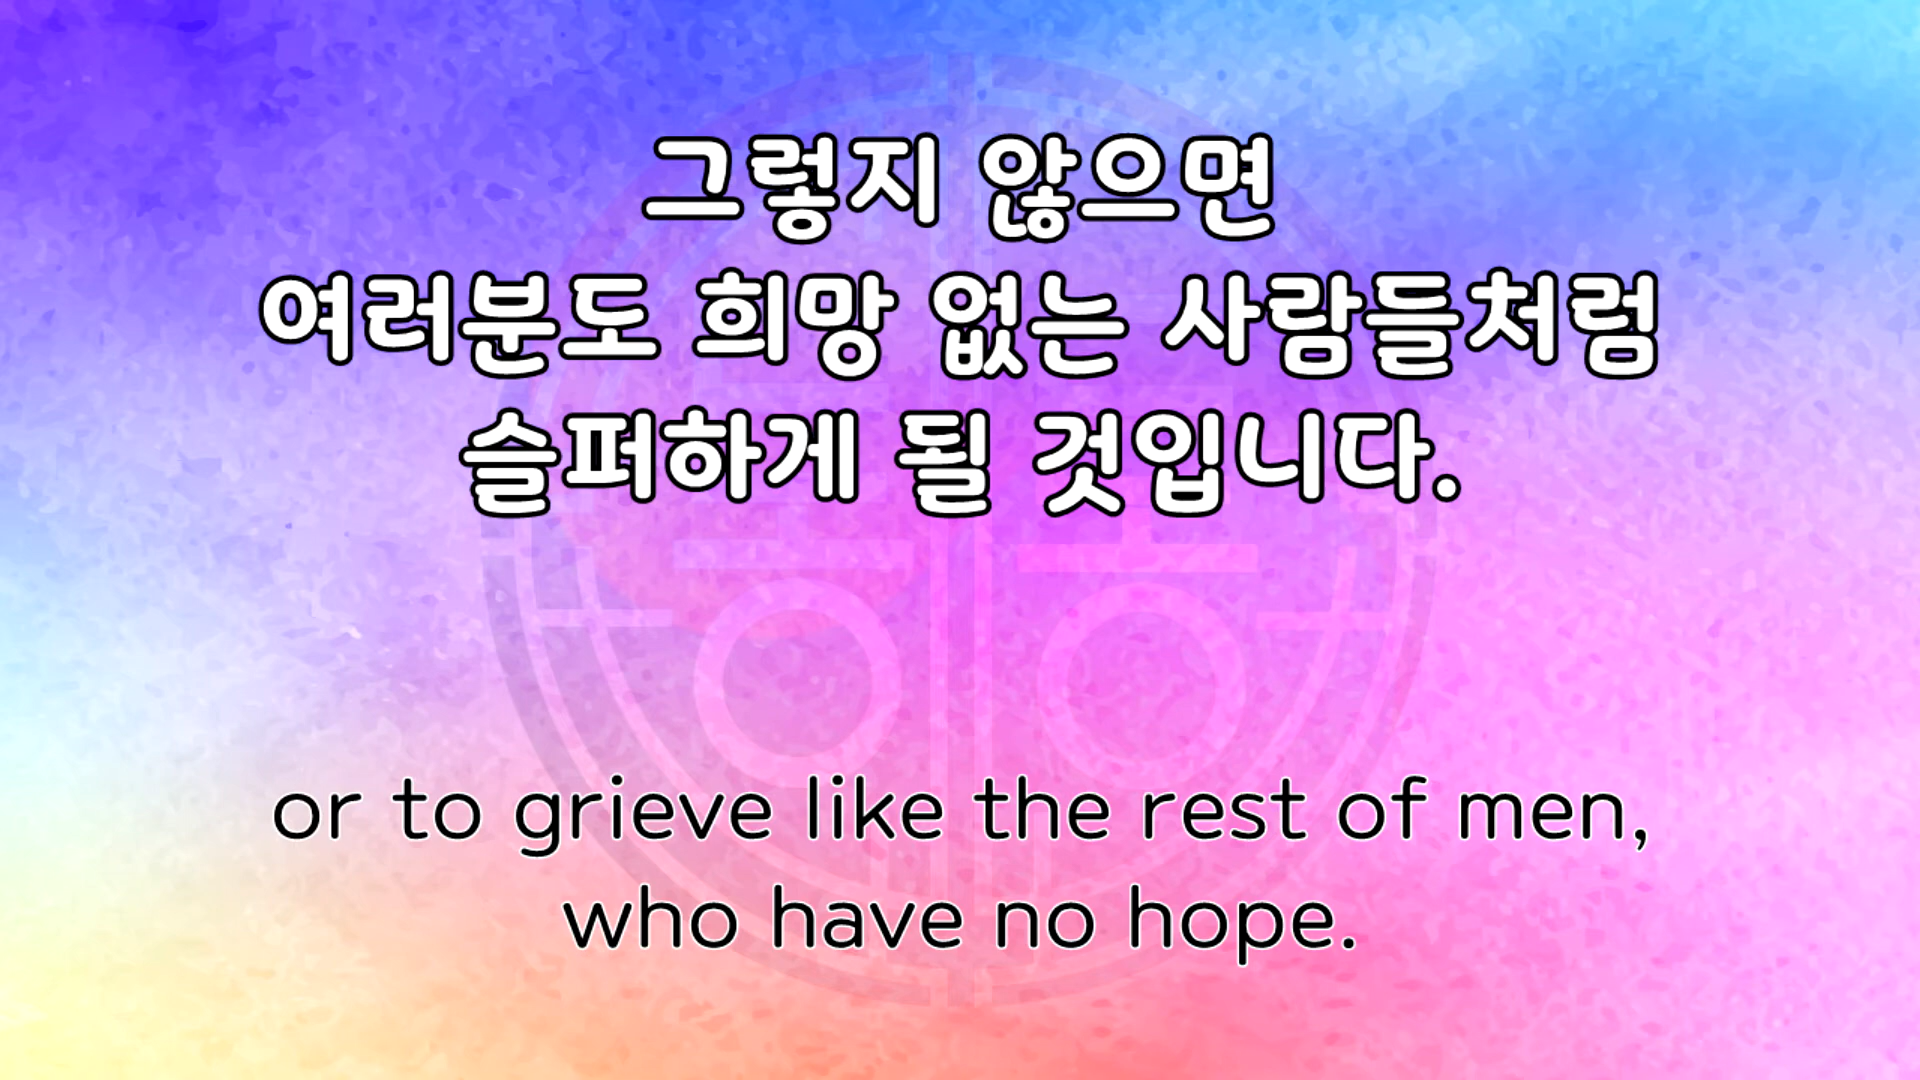 그렇지 않으면
여러분도 희망 없는 사람들처럼
슬퍼하게 될 것입니다.
or to grieve like the rest of men,
who have no hope.